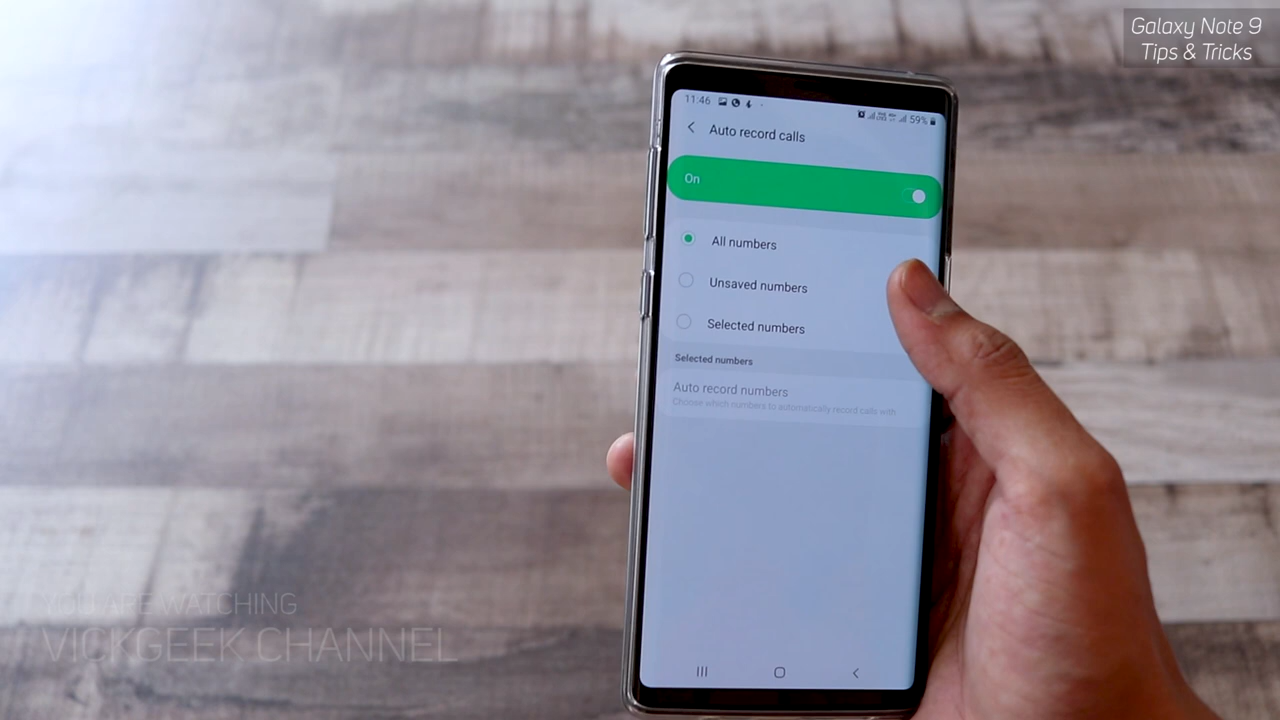 Galaxy Note 9
Tips & Tricks
11:46
59%
Auto record calls
On
All numbers
Unsaved numbers
Selected numbers
Selected numbers
Auto record numbers
Choose which numbers to automatically record calls with
YOU ARE WATCHING
VICKGEEK CHANNEL